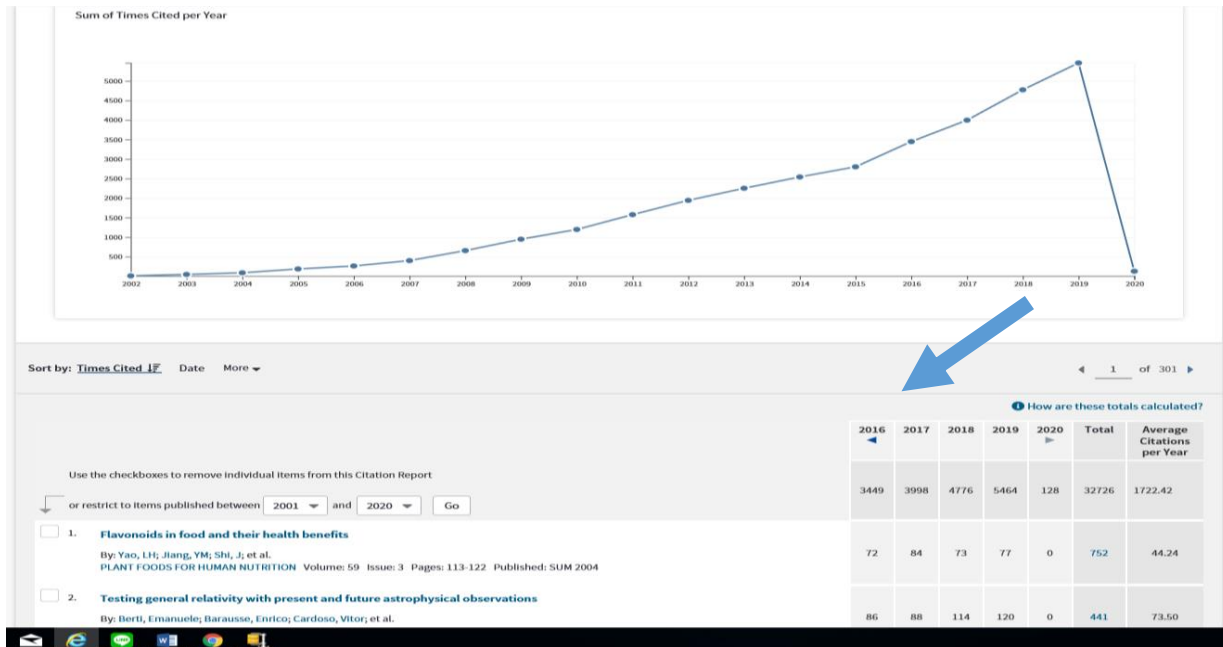 Sum of Times Cited per Year
5000
4500
4000
3500
3000
2500
2000
1500
1000
500
2002 2003 2004 2005 2006 2007 2008 2009 2010 2011 2012 2013 2014 2015 2016 2017 2018 2019 2020
Sort by: Times Cited Date More
1 of 301
How are these totals calculated?
2016 2017 2018 2019 2020 Total Average
Citations
per Year
Use the checkboxes to remove individual items from this Citation Report
or restrict to items published between 2001 and 2020 Go
3449 3998 4776 5464 128 32726 1722.42
1. Flavonoids in food and their health benefits
By: Yao, LH; Jiang, YM; Shi, J; et al.
PLANT FOODS FOR HUMAN NUTRITION Volume: 59 Issue: 3 Pages: 113-122 Published: SUM 2004
72 84 73 77 0 752 44.24
2. Testing general relativity with present and future astrophysical observations
By: Berti, Emanuele; Barausse, Enrico; Cardoso, Vitor; et al.
86 88 114 120 0 441 73.50